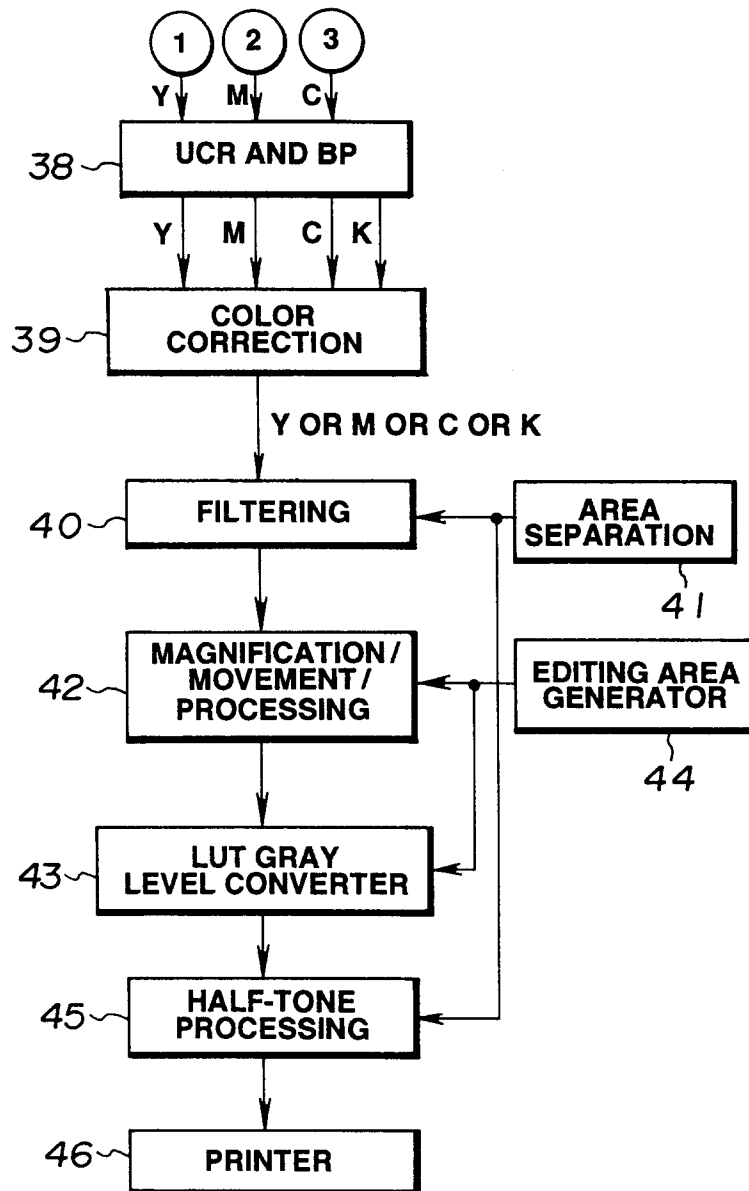 1 2 3
Y M C
UCR AND BP
38
Y M C K
COLOR
CORRECTION
39
Y OR M OR C OR K
FILTERING
40
AREA
SEPARATION
41
MAGNIFICATION/
MOVEMENT/
PROCESSING
42
EDITING AREA
GENERATOR
44
LUT GRAY
LEVEL CONVERTER
43
HALF-TONE
PROCESSING
45
PRINTER
46